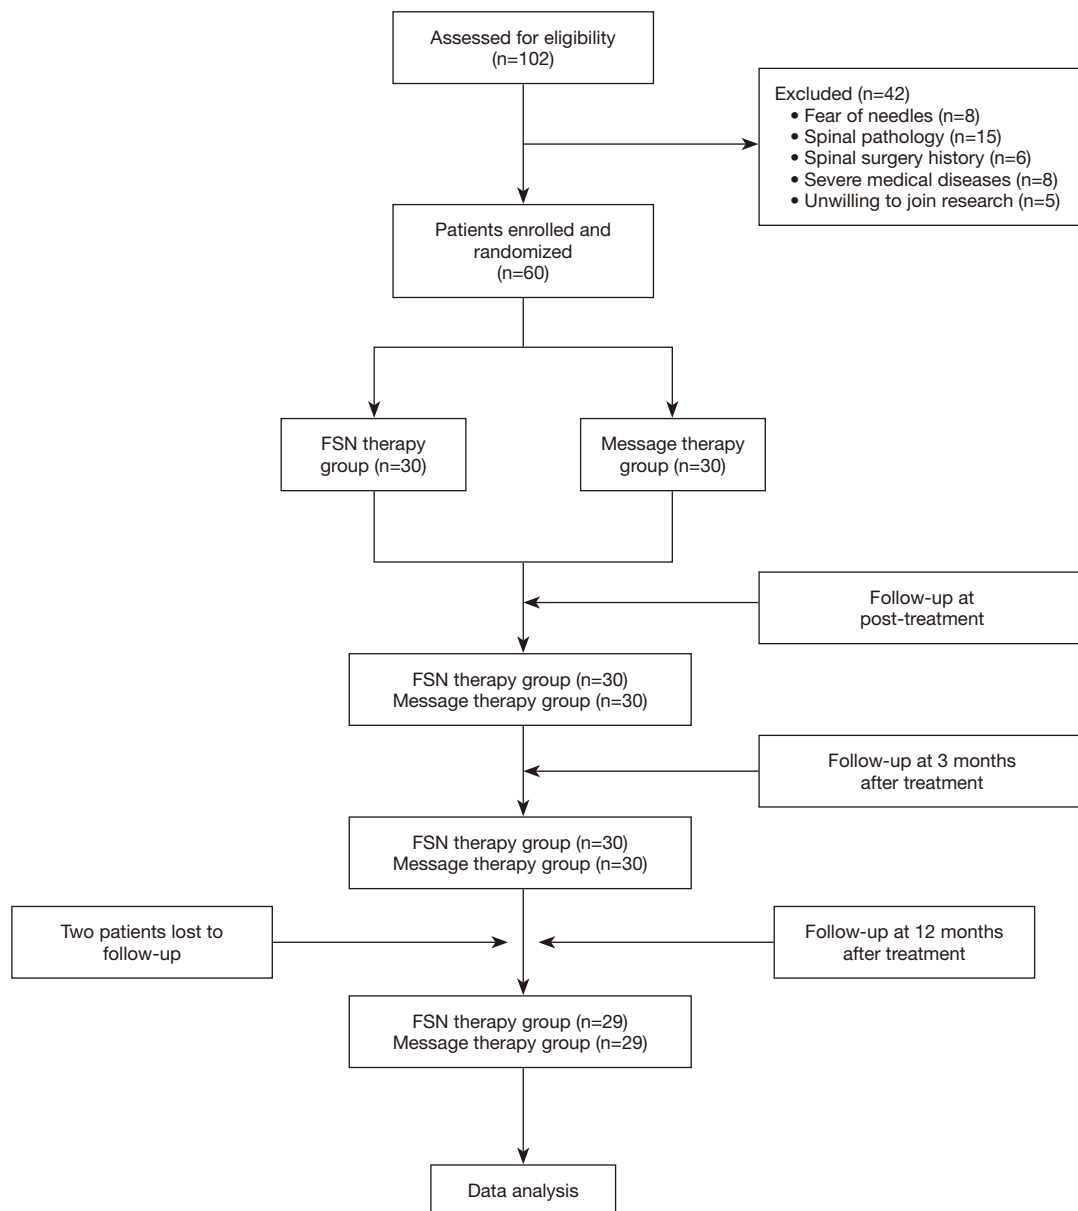 Assessed for eligibility
(n=102)
Excluded (n=42)
• Fear of needles (n=8)
• Spinal pathology (n=15)
• Spinal surgery history (n=6)
• Severe medical diseases (n=8)
• Unwilling to join research (n=5)
Patients enrolled and
randomized
(n=60)
FSN therapy
group (n=30)
Message therapy
group (n=30)
Follow-up at
post-treatment
FSN therapy group (n=30)
Message therapy group (n=30)
Follow-up at 3 months
after treatment
FSN therapy group (n=30)
Message therapy group (n=30)
Two patients lost to
follow-up
Follow-up at 12 months
after treatment
FSN therapy group (n=29)
Message therapy group (n=29)
Data analysis